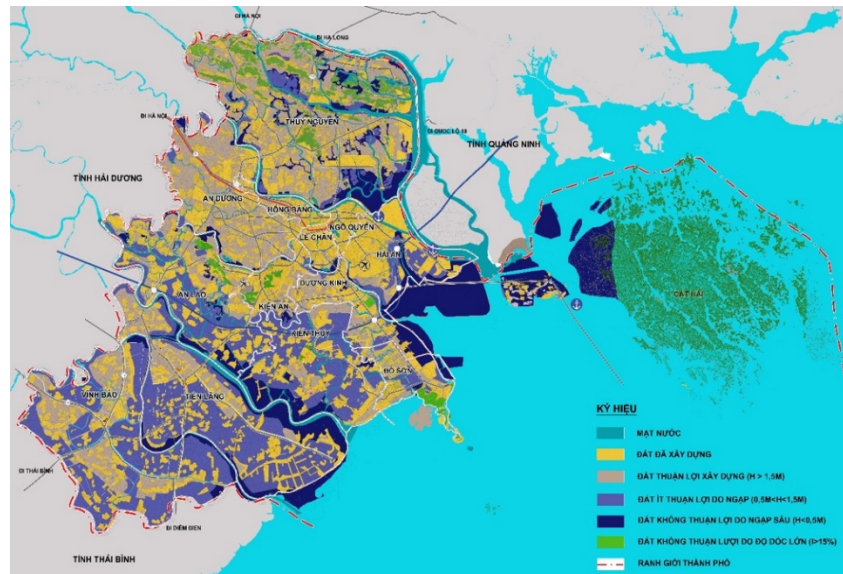 ĐI HÀ NỘI
ĐI HẠ LONG
THỦY NGUYÊN
ĐI HÀ NỘI
ĐI QUỐC LỘ 18
TỈNH QUẢNG NINH
TỈNH HẢI DƯƠNG
AN DƯƠNG
HỒNG BÀNG
NGÔ QUYỀN
LÊ CHÂN
HẢI AN
DƯƠNG KINH
AN LÃO
KIẾN AN
CÁT HẢI
KIẾN THỤY
ĐỒ SƠN
VĨNH BẢO
TIÊN LÃNG
ĐI THÁI BÌNH
ĐI DIÊM ĐIỀN
TỈNH THÁI BÌNH
KÝ HIỆU
MẶT NƯỚC
ĐẤT ĐÃ XÂY DỰNG
ĐẤT THUẬN LỢI XÂY DỰNG (H > 1,5M)
ĐẤT ÍT THUẬN LỢI DO NGẬP (0,5M<H<1,5M)
ĐẤT KHÔNG THUẬN LỢI DO NGẬP SÂU (H<0,5M)
ĐẤT KHÔNG THUẬN LƯỢI DO ĐỘ DỐC LỚN (I>15%)
RANH GIỚI THÀNH PHỐ